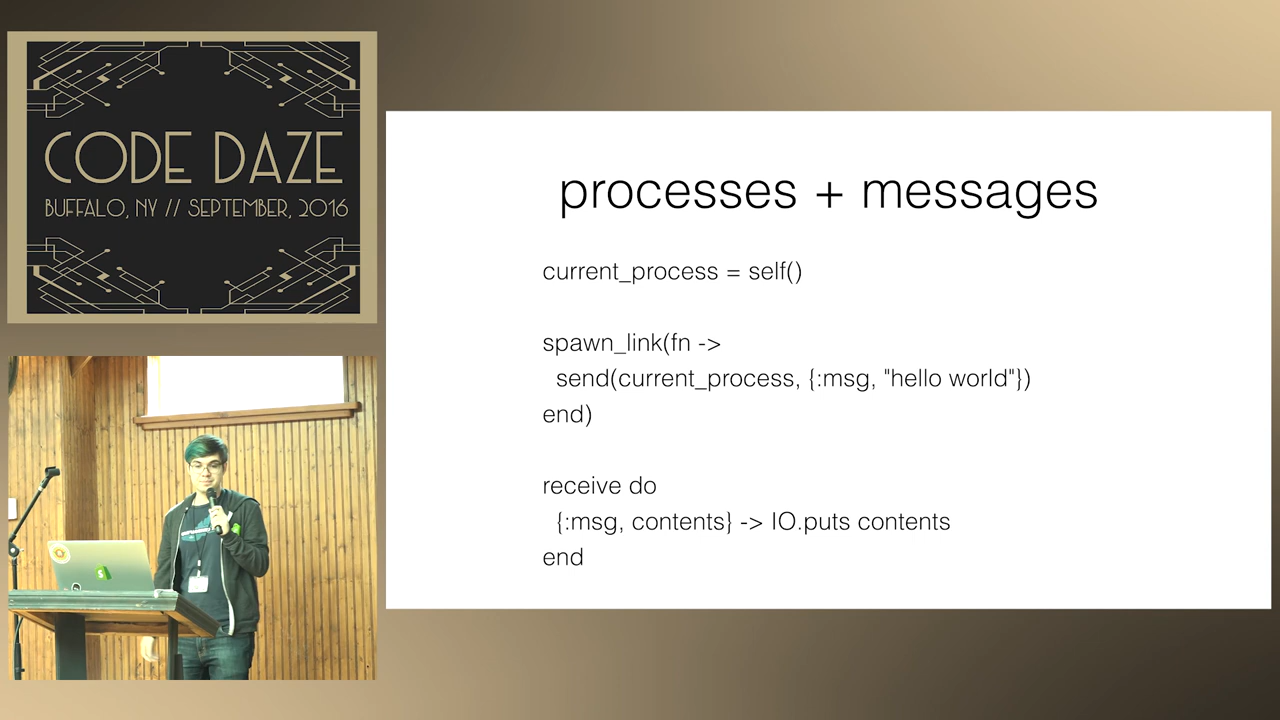 CODE DAZE
BUFFALO, NY // SEPTEMBER, 2016
processes + messages
current_process = self()
spawn_link(fn ->
send(current_process, {:msg, "hello world"})
end)
receive do
{:msg, contents} -> IO.puts contents
end